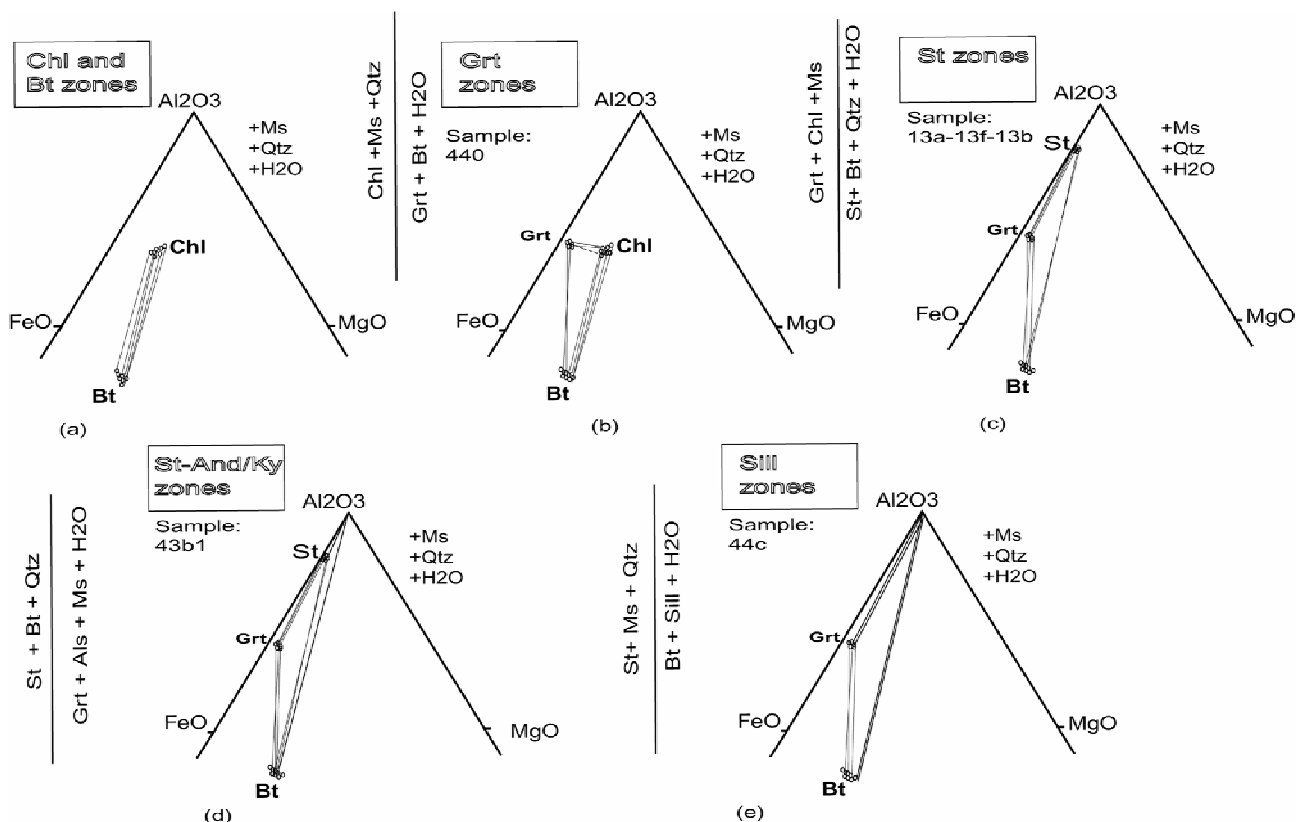 Chl and
Bt zones
Al2O3
+Ms
+Qtz
+H2O
Chl
FeO
MgO
Bt
(a)
Chl +Ms +Qtz
Grt + Bt + H2O
Grt
zones
Sample:
440
Al2O3
+Ms
+Qtz
+H2O
Grt
Chl
FeO
MgO
Bt
(b)
Grt + Chl +Ms
St+ Bt + Qtz + H2O
St zones
Sample:
13a-13f-13b
Al2O3
+Ms
+Qtz
+H2O
St
Grt
FeO
MgO
Bt
(c)
St + Bt + Qtz
Grt + Als + Ms + H2O
St-And/Ky
zones
Sample:
43b1
Al2O3
+Ms
+Qtz
+H2O
St
Grt
FeO
MgO
Bt
(d)
St+ Ms + Qtz
Bt + Sill + H2O
Sill
zones
Sample:
44c
Al2O3
+Ms
+Qtz
+H2O
Grt
FeO
MgO
Bt
(e)